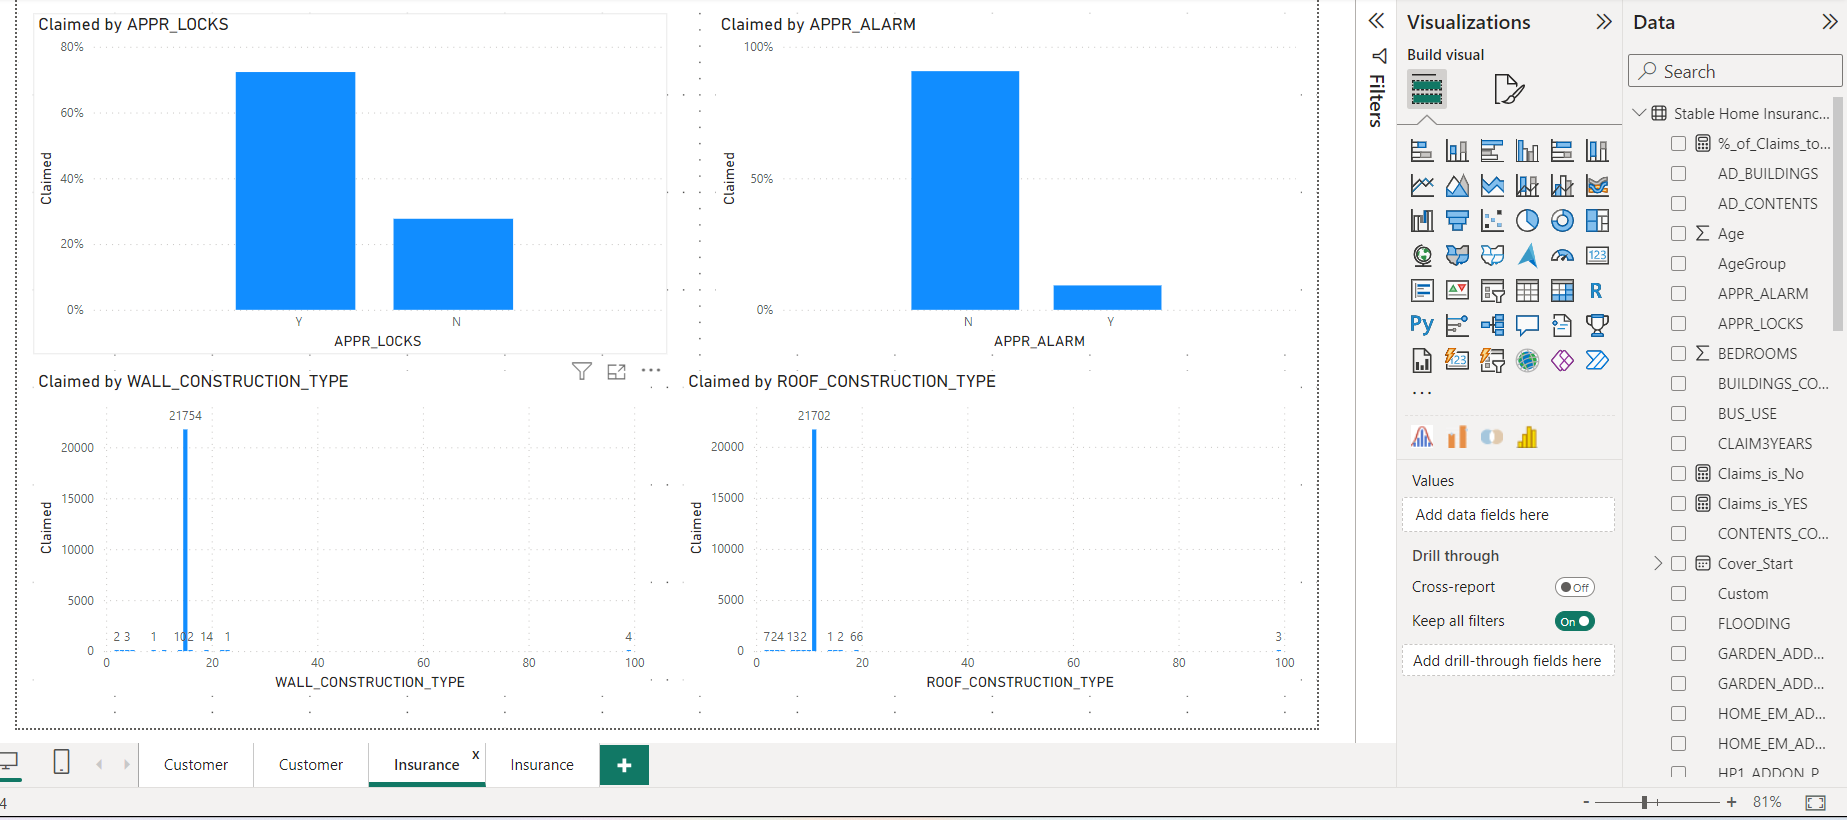 Claimed by APPR_LOCKS
80%
60%
40%
20%
0%
Claimed
Y N
APPR_LOCKS
Claimed by APPR_ALARM
100%
50%
0%
Claimed
N Y
APPR_ALARM
Claimed by WALL_CONSTRUCTION_TYPE
21754
20000
15000
10000
5000
0
Claimed
2 3 1 102 14 1 4
0 20 40 60 80 100
WALL_CONSTRUCTION_TYPE
Claimed by ROOF_CONSTRUCTION_TYPE
21702
20000
15000
10000
5000
0
Claimed
724 132 1 2 66 3
0 20 40 60 80 100
ROOF_CONSTRUCTION_TYPE
Filters
Visualizations
Build visual
123
R
Py
123
...
Values
Add data fields here
Drill through
Cross-report Off
Keep all filters On
Add drill-through fields here
Data
Search
Stable Home Insuranc...
%_of_Claims_to...
AD_BUILDINGS
AD_CONTENTS
Age
AgeGroup
APPR_ALARM
APPR_LOCKS
BEDROOMS
BUILDINGS_CO...
BUS_USE
CLAIM3YEARS
Claims_is_No
Claims_is_YES
CONTENTS_CO...
Cover_Start
Custom
FLOODING
GARDEN_ADD...
GARDEN_ADD...
HOME_EM_AD...
HOME_EM_AD...
HP1_ADDON_P
Customer Customer Insurance x Insurance +
4
- + 81%